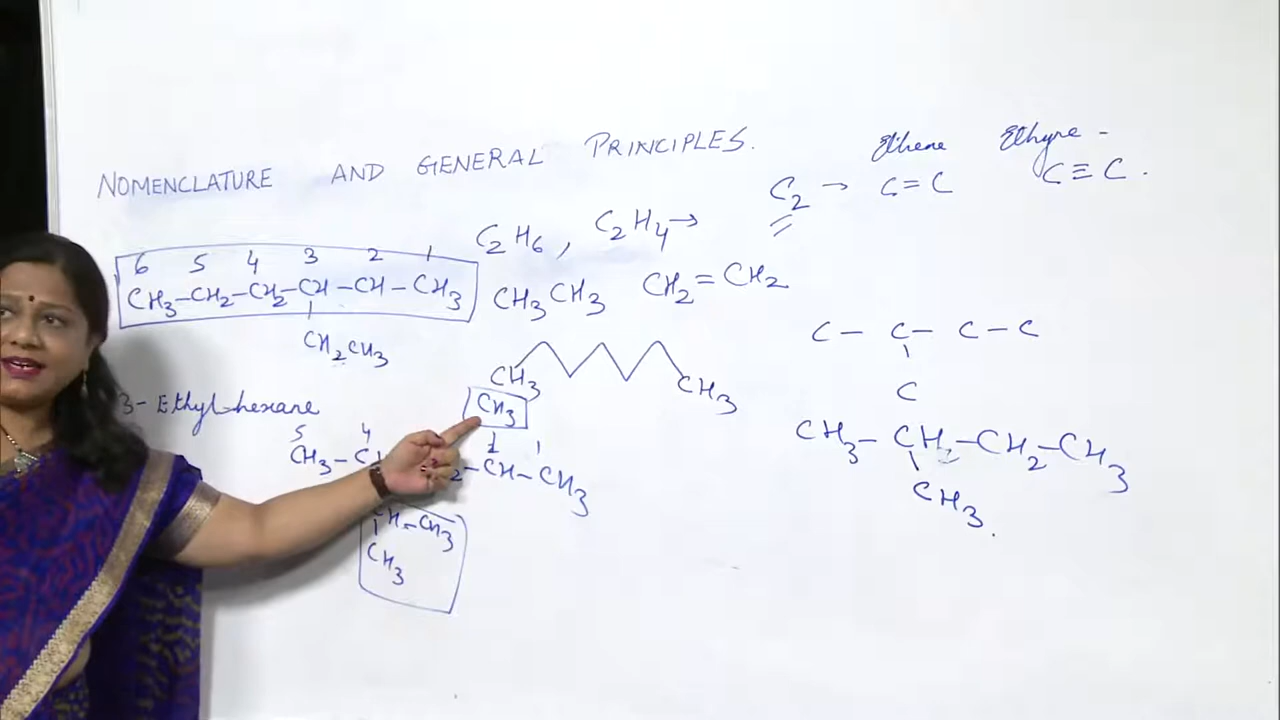 NOMENCLATURE AND GENERAL PRINCIPLES.
Ethene Ethyne -
C₂ → C=C C≡C.
C₂H₆, C₂H₄→
6 5 4 3 2 1
CH₃-CH₂-CH₂-CH-CH-CH₃
CH₂CH₃
3- Ethyl hexane
CH₃CH₃ CH₂=CH₂
CH₃ CH₃
CH₃
5 4 2 1
CH₃-C ₂-CH-CH₃
CH-CH₃
CH₃
C- C- C-C
C
CH₃-CH₂-CH₂-CH₃
CH₃.